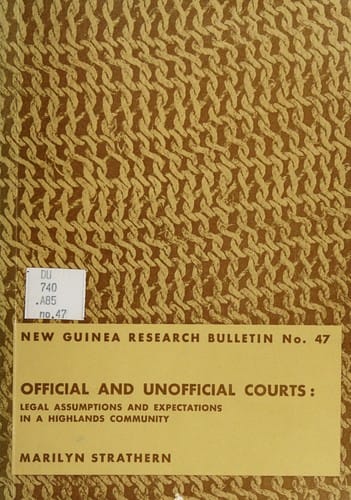 DU
740
.A85
no.47
NEW GUINEA RESEARCH BULLETIN No. 47
OFFICIAL AND UNOFFICIAL COURTS:
LEGAL ASSUMPTIONS AND EXPECTATIONS
IN A HIGHLANDS COMMUNITY
MARILYN STRATHERN